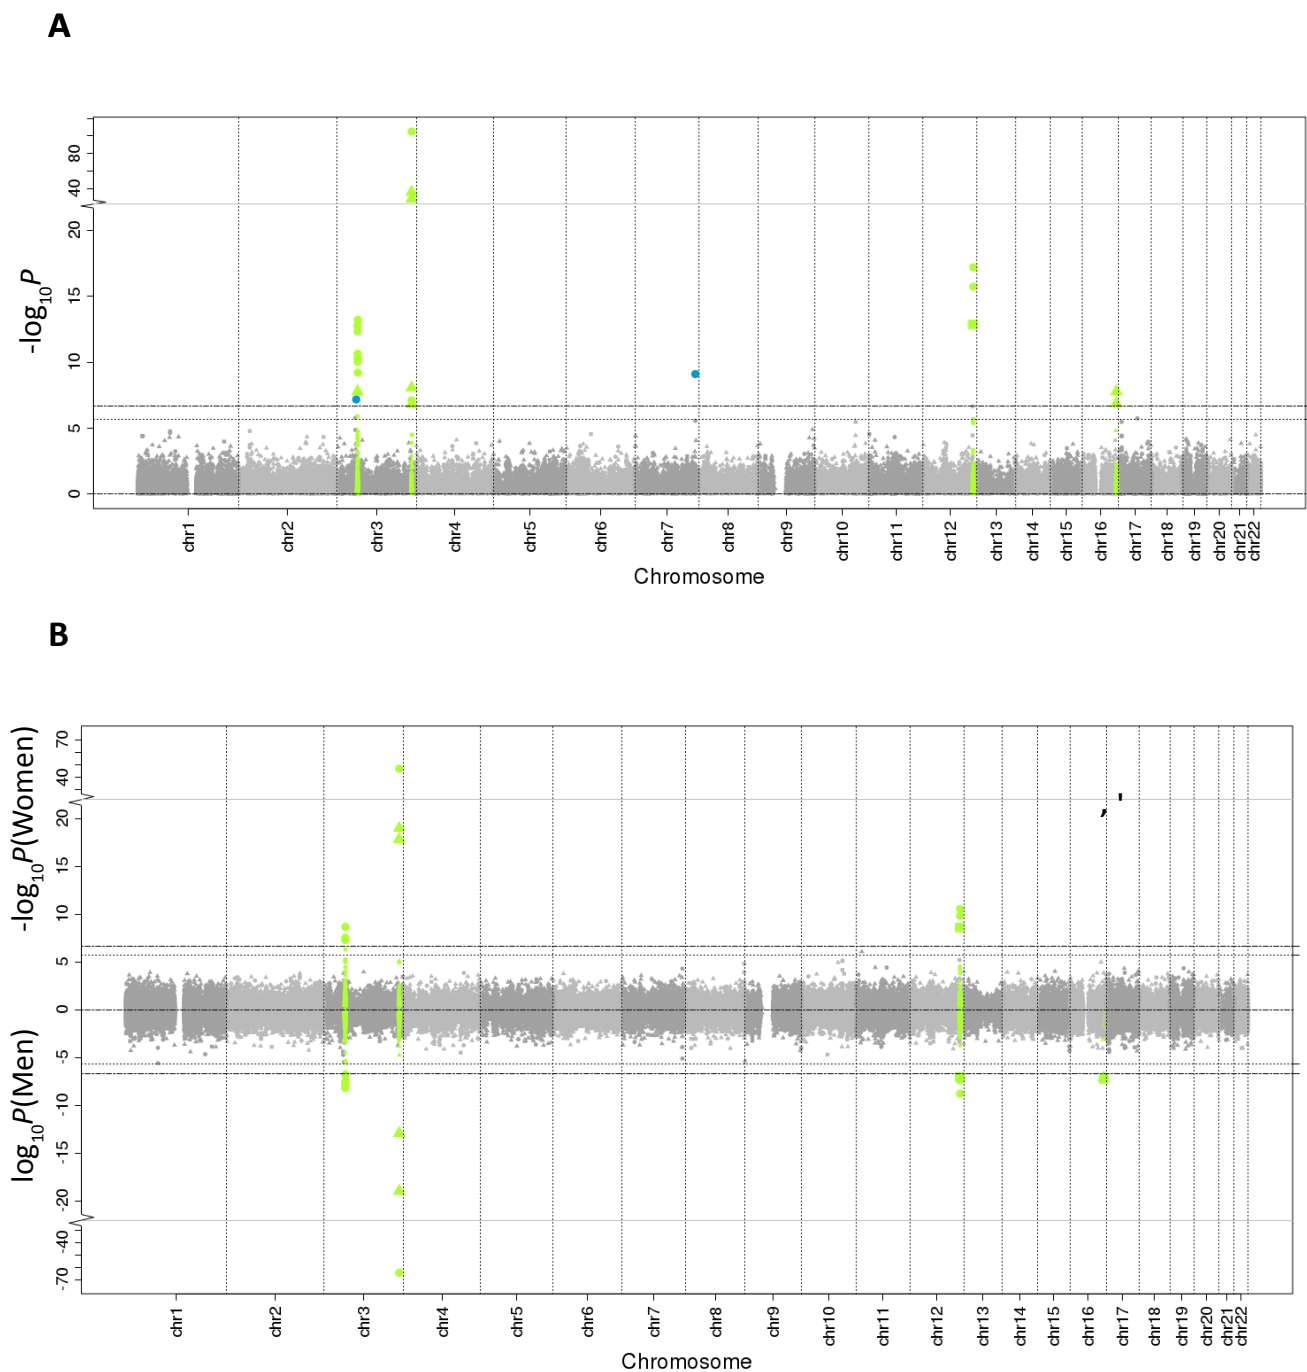 A
80
40
20
15
10
5
0
-log10P
chr1 chr2 chr3 chr4 chr5 chr6 chr7 chr8 chr9 chr10 chr11 chr12 chr13 chr14 chr15 chr16 chr17 chr18 chr19 chr20 chr21 chr22
Chromosome
B
70
40
20
15
10
5
0
-5
-10
-15
-20
-40
-70
-log10P(Women)
log10P(Men)
, '
chr1 chr2 chr3 chr4 chr5 chr6 chr7 chr8 chr9 chr10 chr11 chr12 chr13 chr14 chr15 chr16 chr17 chr18 chr19 chr20 chr21 chr22
Chromosome